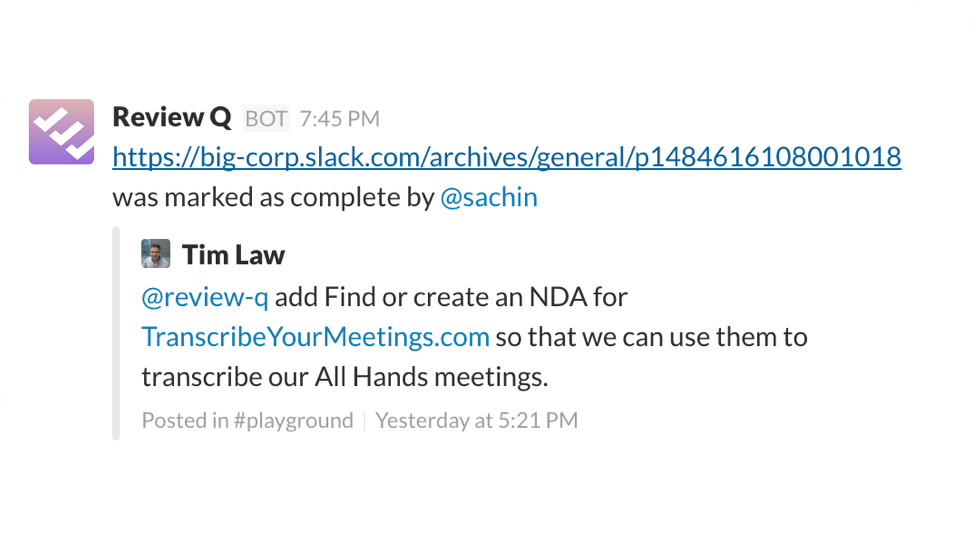 Review Q BOT 7:45 PM
https://big-corp.slack.com/archives/general/p1484616108001018
was marked as complete by @sachin
Tim Law
@review-q add Find or create an NDA for
TranscribeYourMeetings.com so that we can use them to
transcribe our All Hands meetings.
Posted in #playground | Yesterday at 5:21 PM